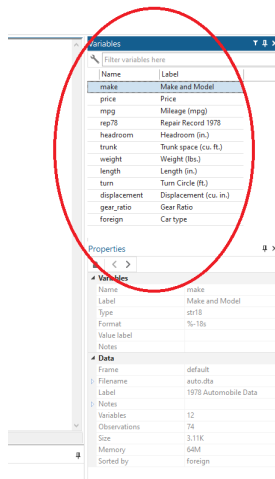 Variables
Filter variables here
Name Label
make Make and Model
price Price
mpg Mileage (mpg)
rep78 Repair Record 1978
headroom Headroom (in.)
trunk Trunk space (cu. ft.)
weight Weight (lbs.)
length Length (in.)
turn Turn Circle (ft.)
displacement Displacement (cu. in.)
gear_ratio Gear Ratio
foreign Car type
Properties
Variables
Name make
Label Make and Model
Type str18
Format %-18s
Value label
Notes
Data
Frame default
Filename auto.dta
Label 1978 Automobile Data
Notes
Variables 12
Observations 74
Size 3.11K
Memory 64M
Sorted by foreign